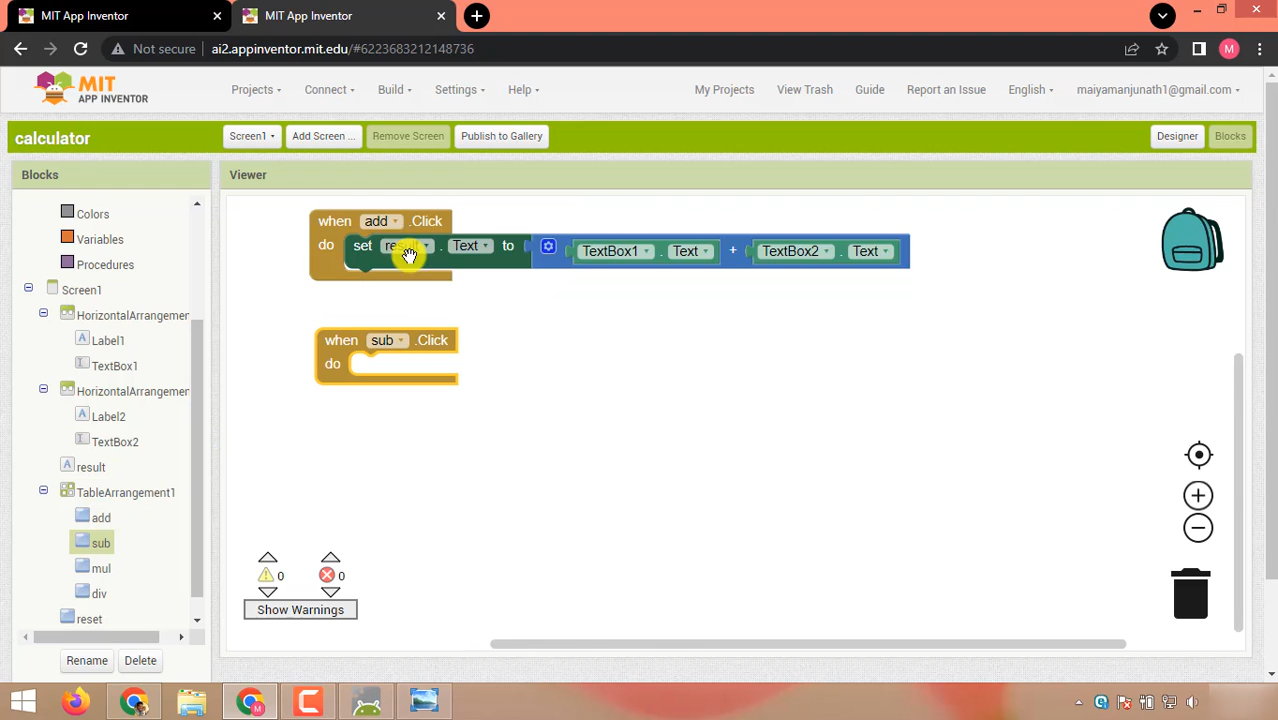 MIT App Inventor
MIT App Inventor
Not secure
ai2.appinventor.mit.edu/#6223683212148736
M
MIT
APP INVENTOR
Projects
Connect
Build
Settings
Help
My Projects
View Trash
Guide
Report an Issue
English
maiyamanjunath1@gmail.com
calculator
Screen1
Add Screen ...
Remove Screen
Publish to Gallery
Designer
Blocks
Blocks
Viewer
Colors
Variables
Procedures
Screen1
HorizontalArrangemer
Label1
TextBox1
HorizontalArrangemer
Label2
TextBox2
result
TableArrangement1
add
sub
mul
div
reset
Rename
Delete
when add .Click
do set result . Text to TextBox1 . Text + TextBox2 . Text
when sub .Click
do
0
0
Show Warnings
M